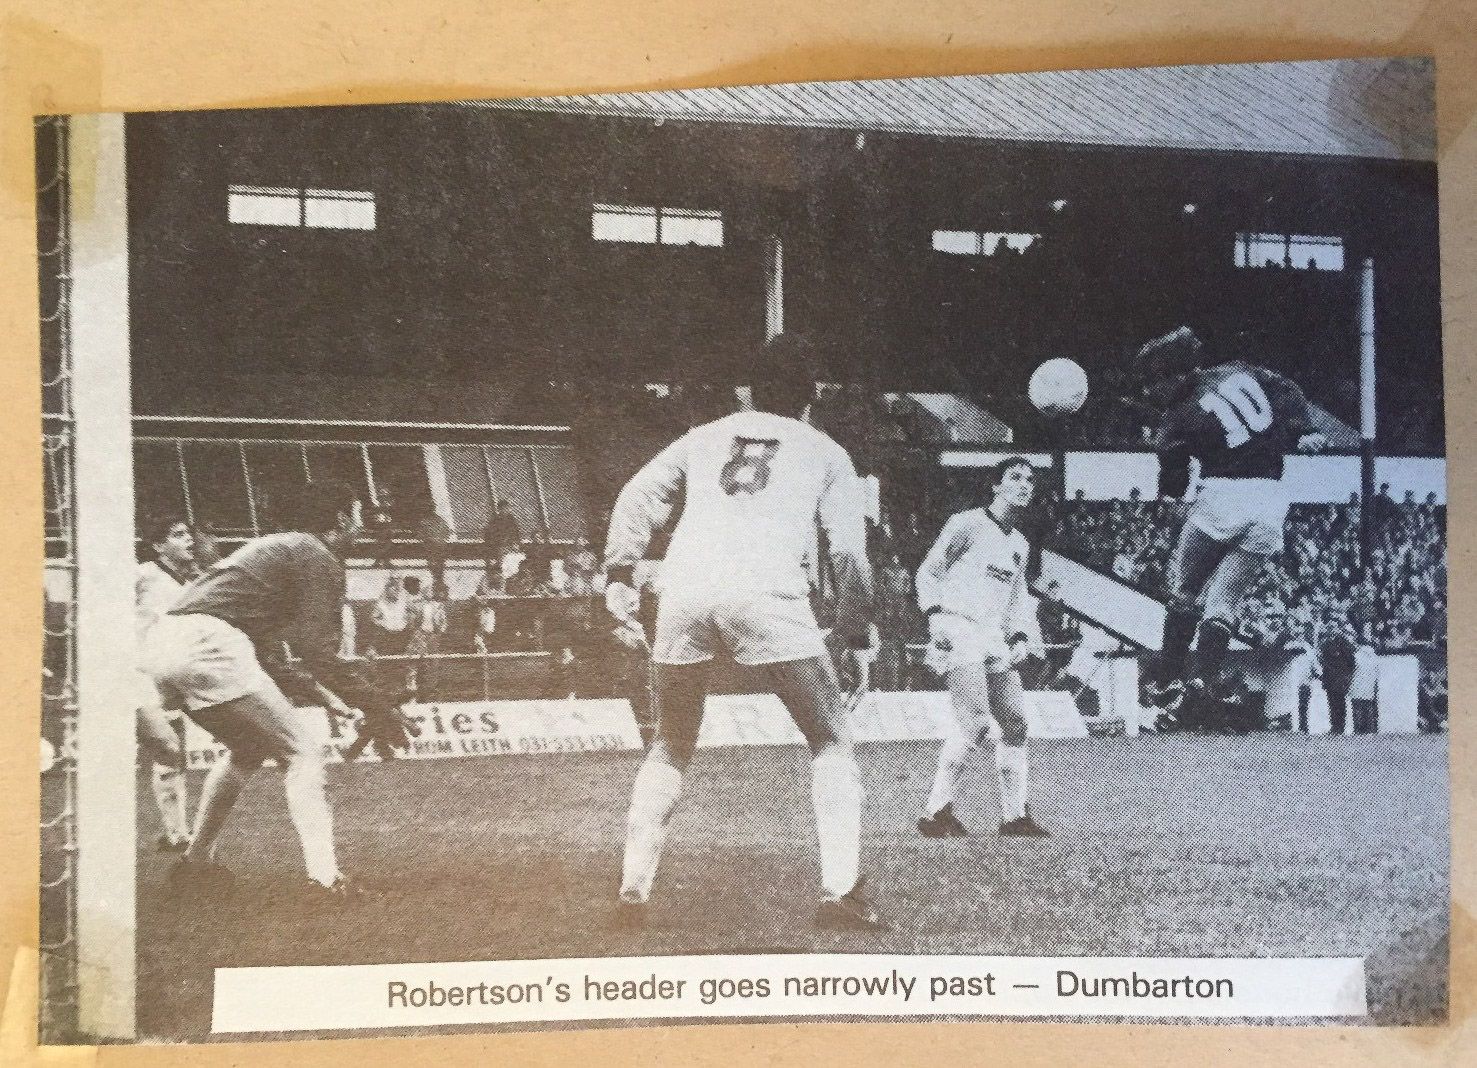 10
8
ries
FROM LEITH 031-553-1331
Robertson's header goes narrowly past — Dumbarton